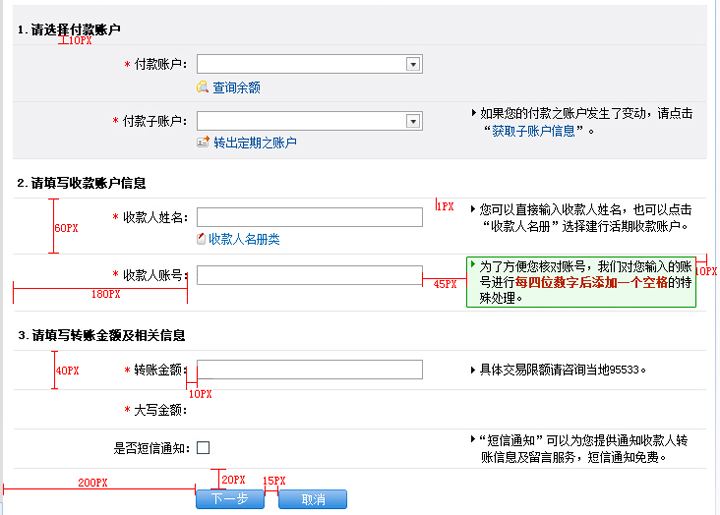 1.请选择付款账户
10PX
* 付款账户：
查询余额
* 付款子账户：
如果您的付款之账户发生了变动，请点击
“获取子账户信息”。
转出定期之账户
2.请填写收款账户信息
1PX
* 收款人姓名：
您可以直接输入收款人姓名，也可以点击
“收款人名册”选择建行活期收款账户。
60PX
收款人名册类
* 收款人账号：
为了方便您核对账号，我们对您输入的账
号进行每四位数字后添加一个空格的特
殊处理。
10PX
180PX
45PX
3.请填写转账金额及相关信息
40PX
* 转账金额：
具体交易限额请咨询当地95533。
10PX
* 大写金额：
是否短信通知：
“短信通知”可以为您提供通知收款人转
账信息及留言服务，短信通知免费。
200PX
20PX
15PX
下一步
取消